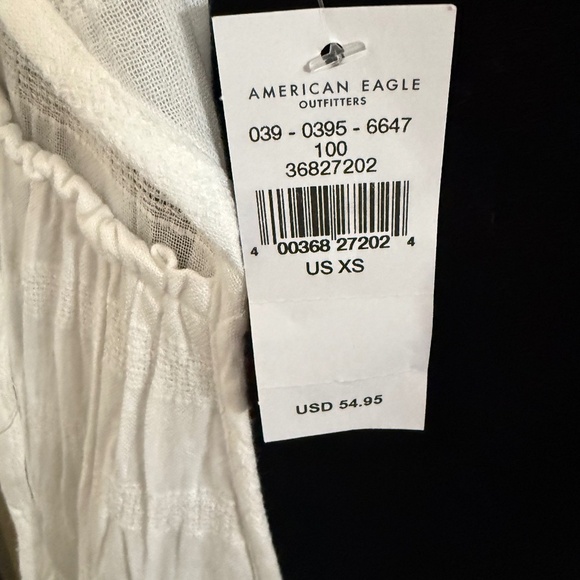 AMERICAN EAGLE
OUTFITTERS
039 - 0395 - 6647
100
36827202
4 00368 27202 4
US XS
USD 54.95